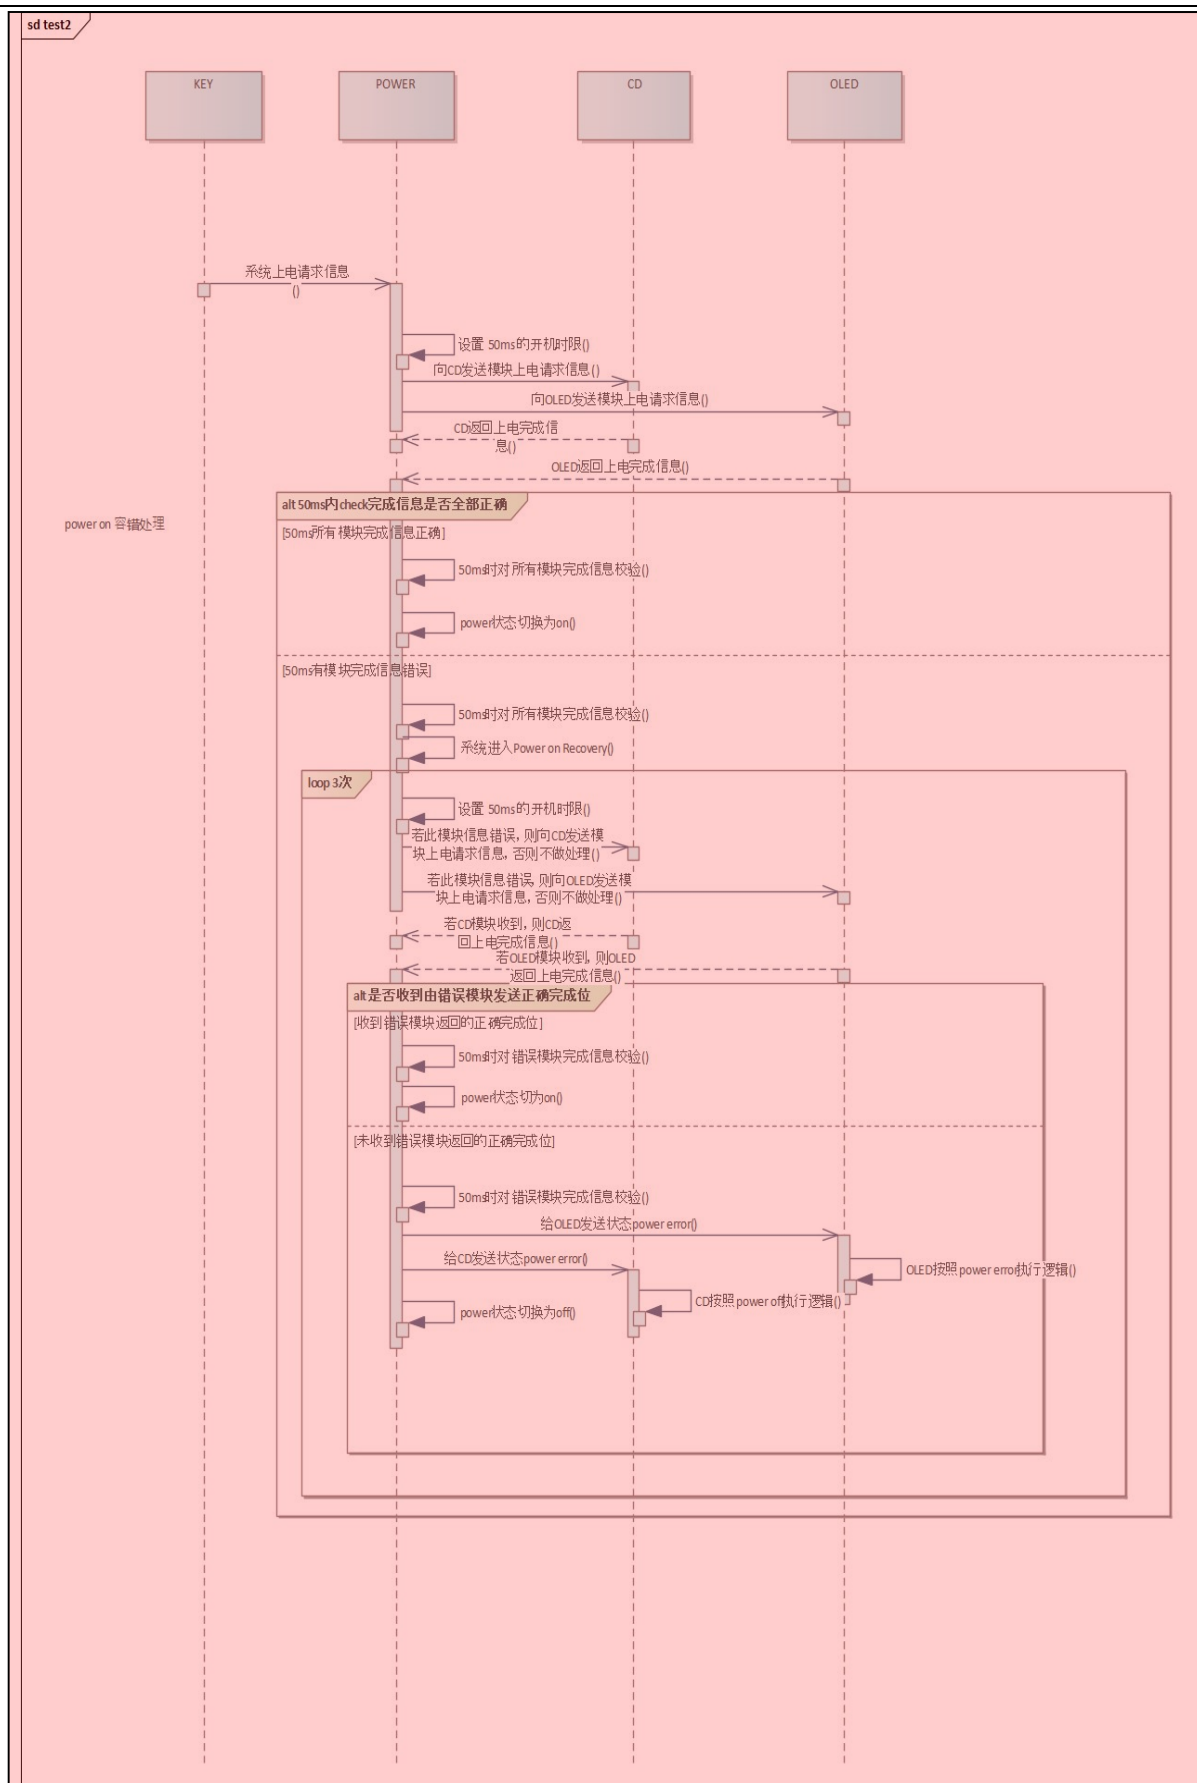 sd test2
KEY
POWER
CD
OLED
系统上电请求信息
()
设置 50ms的开机时限()
向CD发送模块上电请求信息()
向OLED发送模块上电请求信息()
CD返回上电完成信
息()
OLED返回上电完成信息()
alt 50ms内check完成信息是否全部正确
power on 容错处理
[50ms所有模块完成信息正确]
50ms时对所有模块完成信息校验()
power状态切换为on()
[50ms有模块完成信息错误]
50ms时对所有模块完成信息校验()
系统进入Power on Recovery()
loop 3次
设置 50ms的开机时限()
若此模块信息错误, 则向CD发送模
块上电请求信息, 否则不做处理()
若此模块信息错误, 则向OLED发送模
块上电请求信息, 否则不做处理()
若CD模块收到, 则CD返
回上电完成信息()
若OLED模块收到, 则OLED
返回上电完成信息()
alt 是否收到由错误模块发送正确完成位
[收到错误模块返回的正确完成位]
50ms时对错误模块完成信息校验()
power状态切为on()
[未收到错误模块返回的正确完成位]
50ms时对错误模块完成信息校验()
给OLED发送状态power error()
给CD发送状态power error()
OLED按照power error执行逻辑()
CD按照power off执行逻辑()
power状态切换为off()